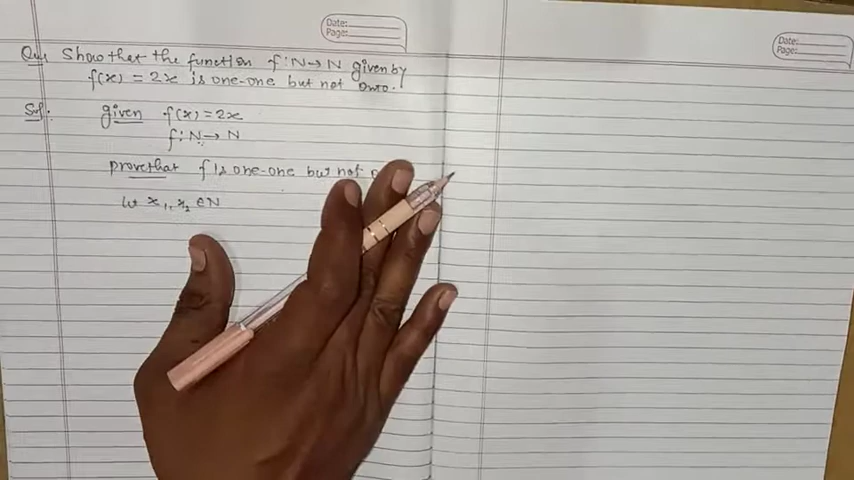 Date:
Page:
Date:
Page:
Que. Show that the function f:N→N given by
f(x) = 2x is one-one but not onto.
Sol. given f(x) = 2x
f:N→N
prove that f is one-one but not
let x₁, x₂ ∈ N